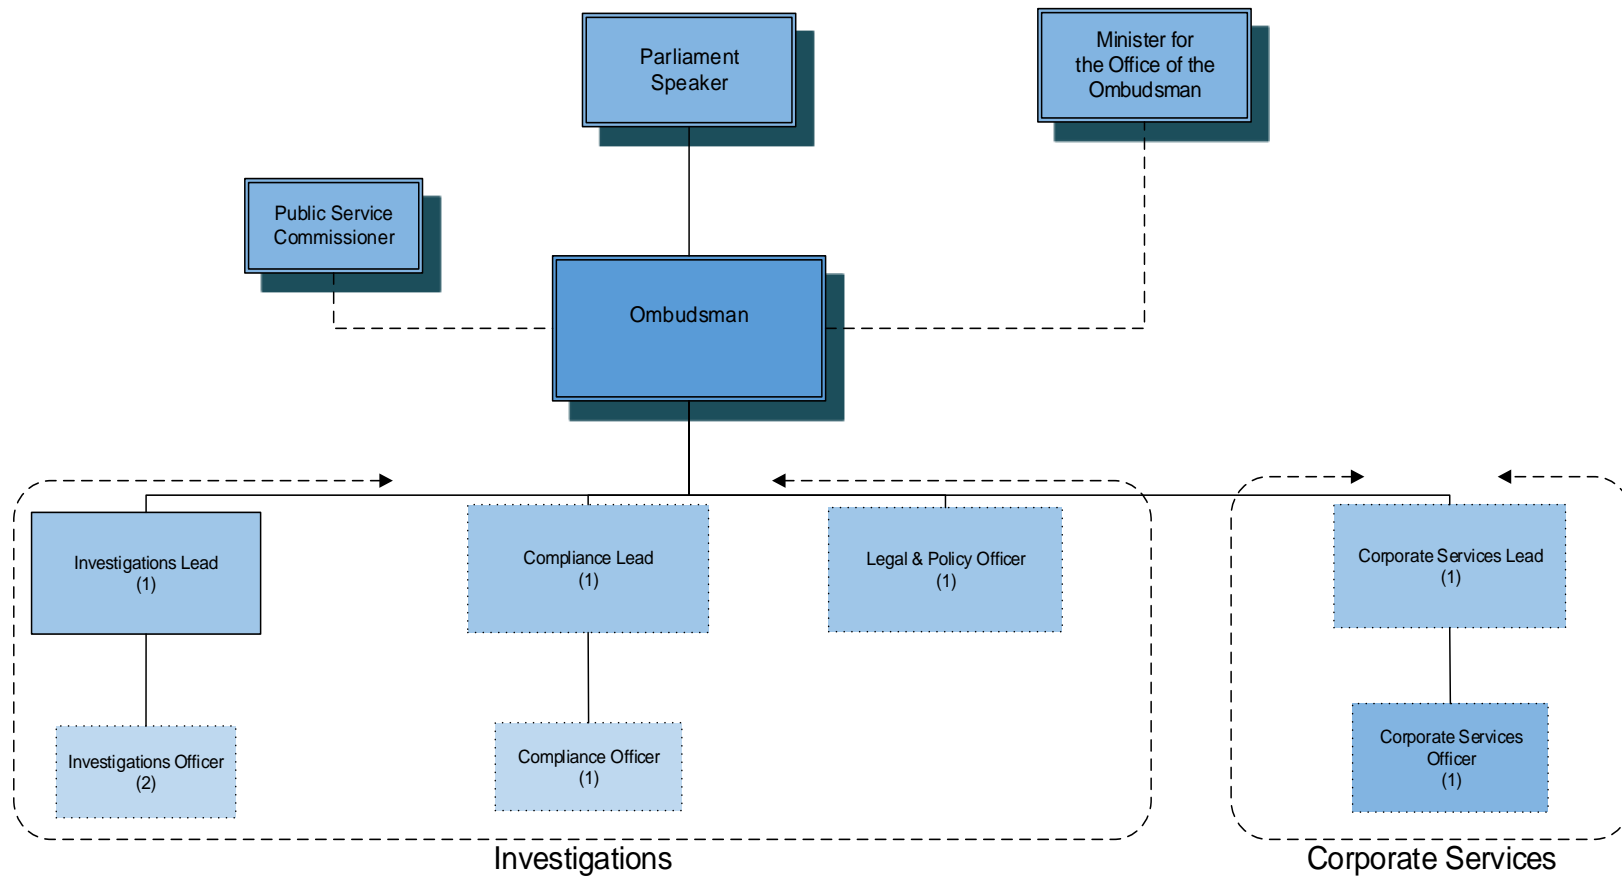 Parliament
Speaker
Minister for
the Office of the
Ombudsman
Public Service
Commissioner
Ombudsman
Investigations Lead
(1)
Compliance Lead
(1)
Legal & Policy Officer
(1)
Corporate Services Lead
(1)
Investigations Officer
(2)
Compliance Officer
(1)
Corporate Services
Officer
(1)
Investigations
Corporate Services